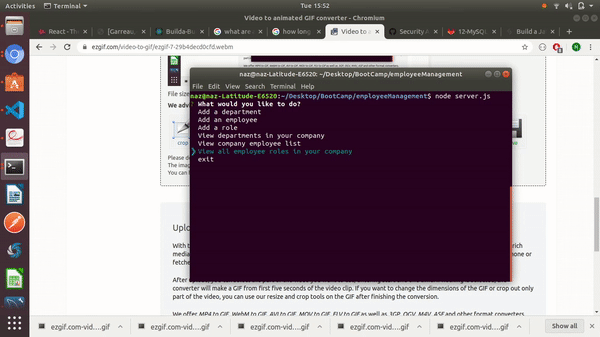 Activities
Terminal
Tue 15:52
Video to animated GIF converter - Chromium
React - The
[Garreau
Builda-Bo
what are
how long
Video to a
Security A
12-MySQL
Build a Ja
ezgif.com/video-to-gif/ezgif-7-29b4decd0cfd.webm
naz@naz-Latitude-E6520: ~/Desktop/BootCamp/employeeManagement
File Edit View Search Terminal Help
naz@naz-Latitude-E6520:~/Desktop/BootCamp/employeeManagement$ node server.js
? What would you like to do?
Add a department
Add an employee
Add a role
View departments in your company
View company employee list
❯ View all employee roles in your company
exit
File size
We adv
Please do
The imag
You can
Uploa
With t
rich
media
one or
fetche
After
converter will make a GIF from first five seconds of the video clip. If you want to change the dimensions of the GIF or crop out only
part of the video, you can use our resize and crop tools on the GIF after finishing the conversion.
We offer MP4 to GIF, WebM to GIF, AVI to GIF, MOV to GIF, FLV to GIF as well as 3GP, OGV, M4V, ASF and other format converters
ezgif.com-vid....gif
ezgif.com-vid....gif
ezgif.com-vid....gif
ezgif.com-vid....gif
ezgif.com-vid....gif
Show all